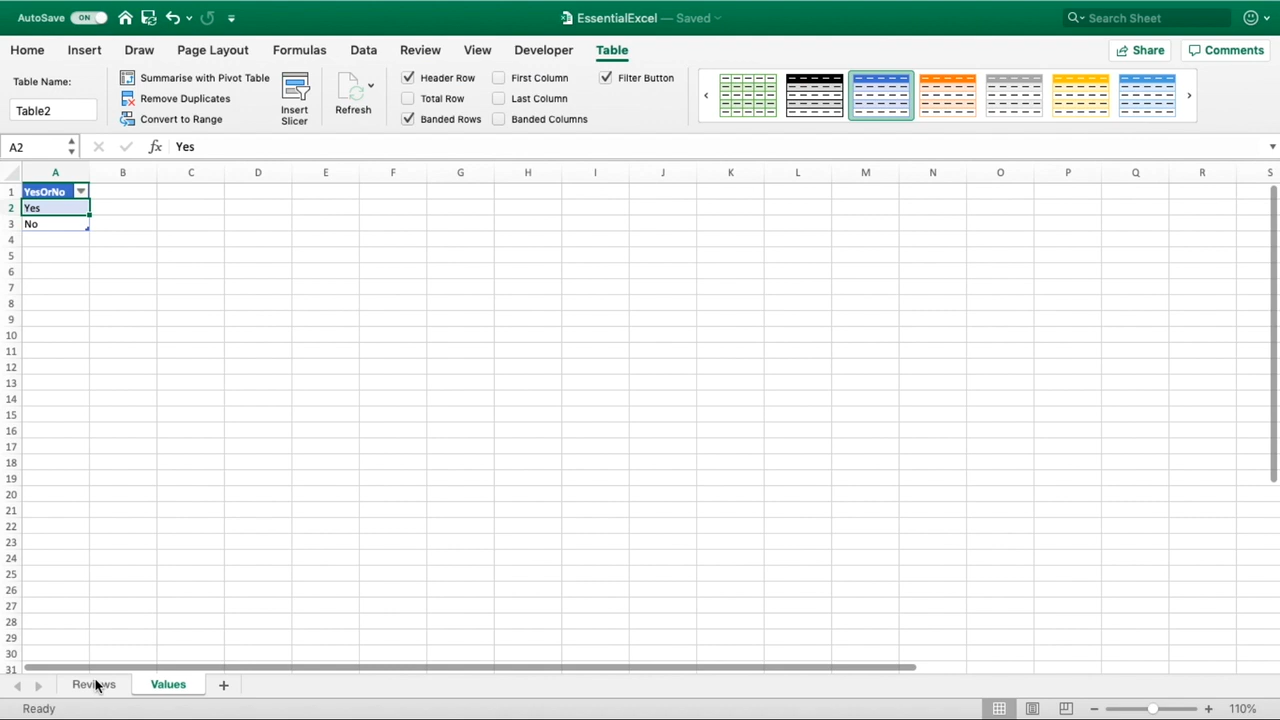 AutoSave ON EssentialExcel — Saved Search Sheet
Home Insert Draw Page Layout Formulas Data Review View Developer Table Share Comments
Table Name: Summarise with Pivot Table Header Row First Column Filter Button
Table2 Remove Duplicates Insert Slicer Refresh Total Row Last Column
Convert to Range Banded Rows Banded Columns
A2 fx Yes
A B C D E F G H I J K L M N O P Q R S
1 YesOrNo
2 Yes
3 No
4
5
6
7
8
9
10
11
12
13
14
15
16
17
18
19
20
21
22
23
24
25
26
27
28
29
30
31
Reviews Values +
Ready 110%